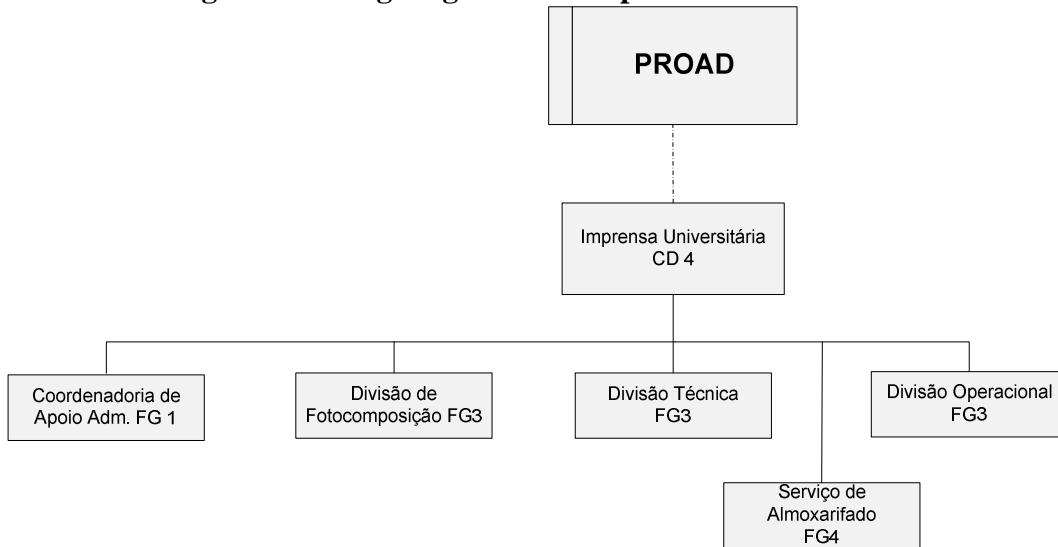 PROAD
Imprensa Universitária
CD 4
Coordenadoria de
Apoio Adm. FG 1
Divisão de
Fotocomposição FG3
Divisão Técnica
FG3
Divisão Operacional
FG3
Serviço de
Almoxarifado
FG4